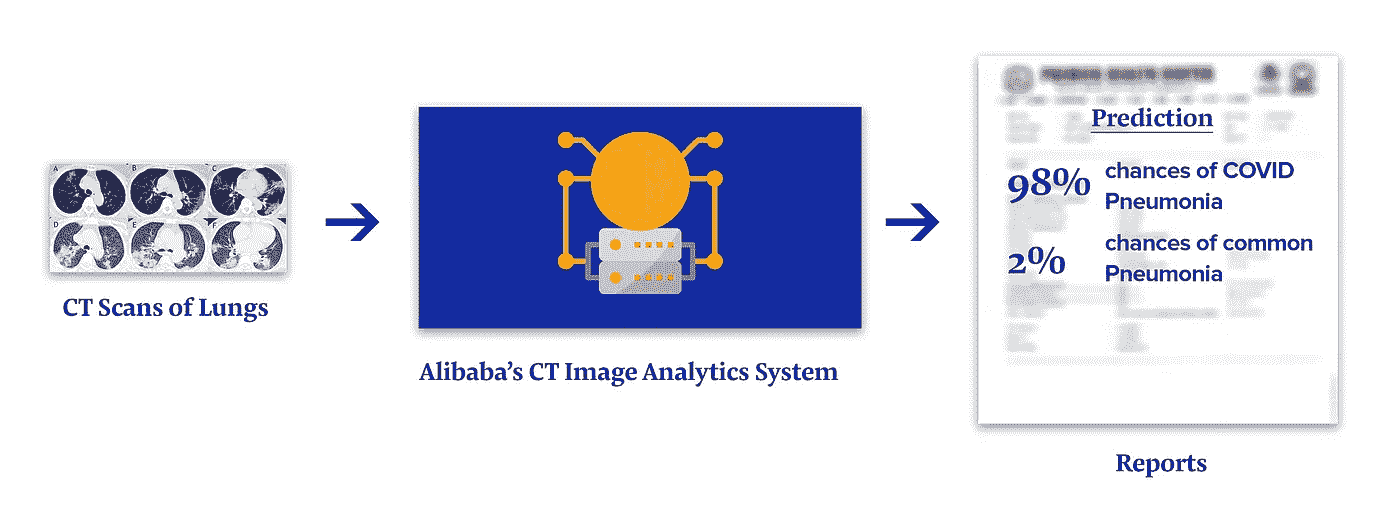 A B C
D E F
CT Scans of Lungs
Alibaba's CT Image Analytics System
Prediction
98% chances of COVID
Pneumonia
2% chances of common
Pneumonia
Reports